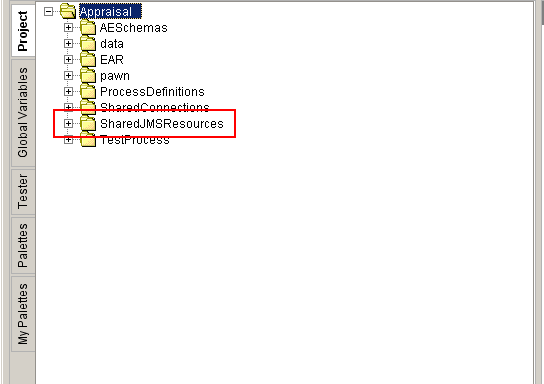 Project
Global Variables
Tester
Palettes
My Palettes
Appraisal
AESchemas
data
EAR
pawn
ProcessDefinitions
SharedConnections
SharedJMSResources
TestProcess